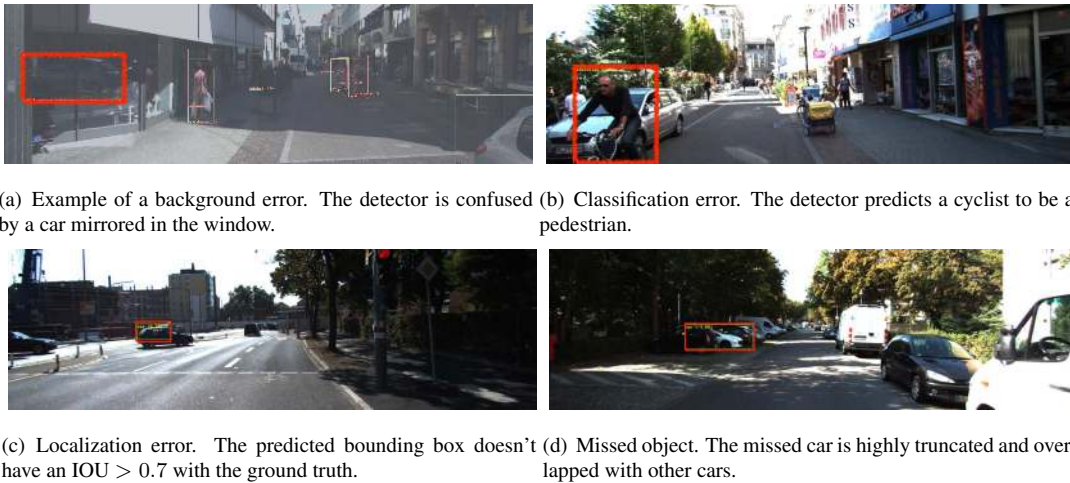 (a) Example of a background error. The detector is confused
by a car mirrored in the window.
(b) Classification error. The detector predicts a cyclist to be a
pedestrian.
(c) Localization error. The predicted bounding box doesn't
have an IOU > 0.7 with the ground truth.
(d) Missed object. The missed car is highly truncated and over
lapped with other cars.